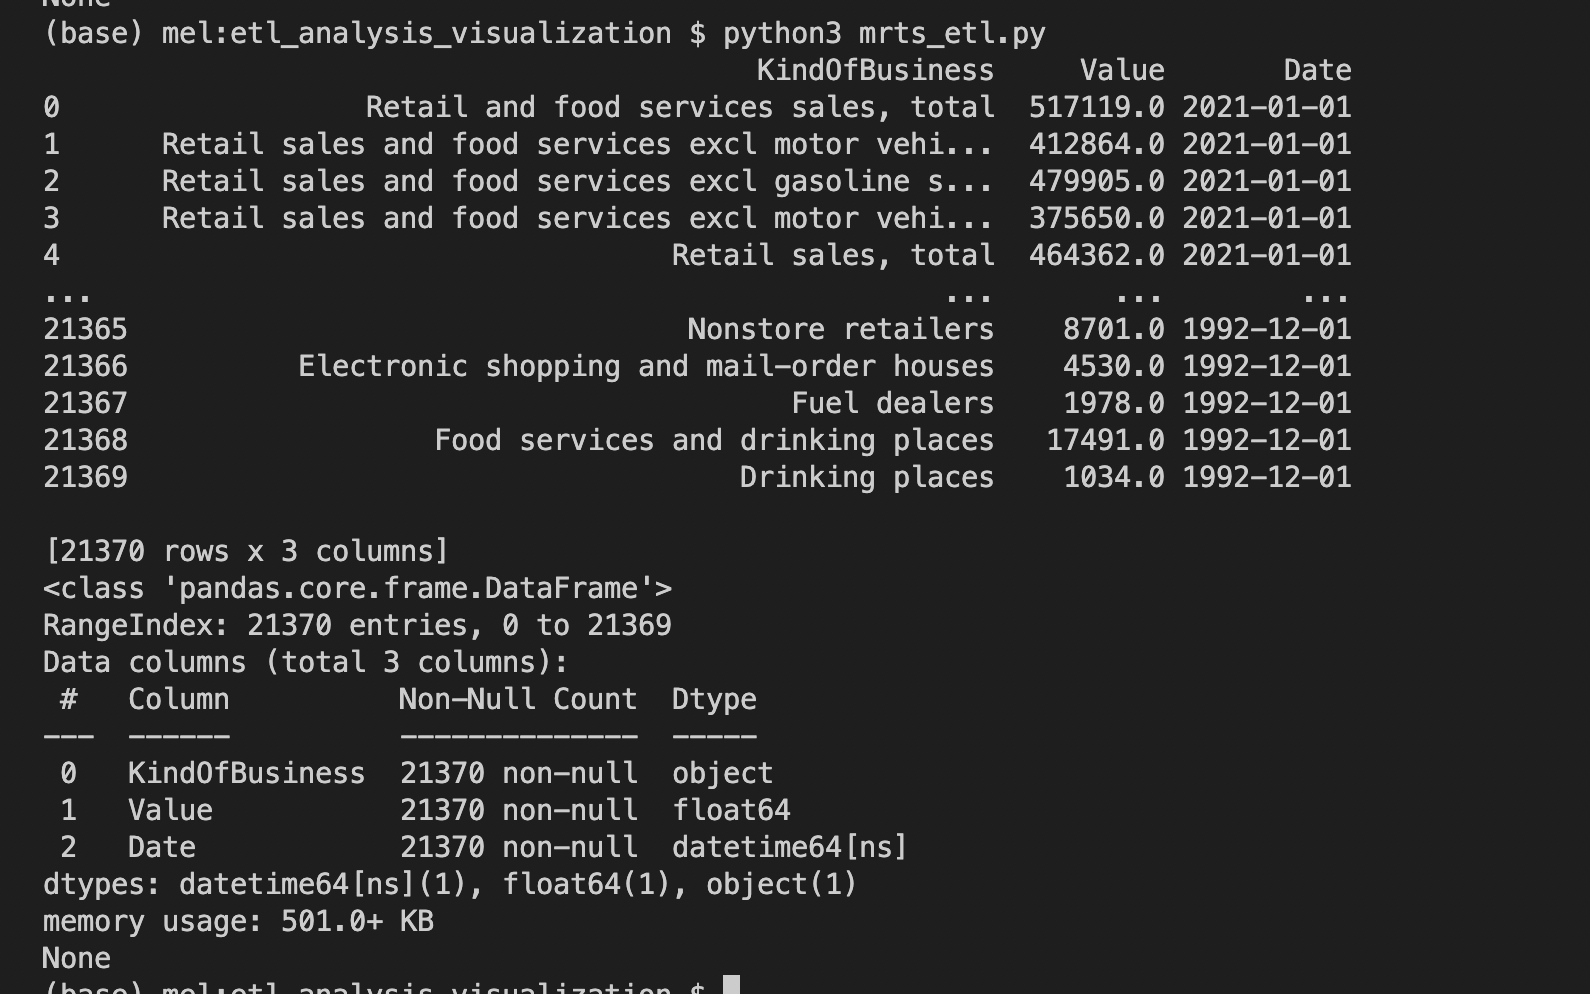 None
(base) mel:etl_analysis_visualization $ python3 mrts_etl.py
KindOfBusiness Value Date
0 Retail and food services sales, total 517119.0 2021-01-01
1 Retail sales and food services excl motor vehi... 412864.0 2021-01-01
2 Retail sales and food services excl gasoline s... 479905.0 2021-01-01
3 Retail sales and food services excl motor vehi... 375650.0 2021-01-01
4 Retail sales, total 464362.0 2021-01-01
... ... ... ...
21365 Nonstore retailers 8701.0 1992-12-01
21366 Electronic shopping and mail-order houses 4530.0 1992-12-01
21367 Fuel dealers 1978.0 1992-12-01
21368 Food services and drinking places 17491.0 1992-12-01
21369 Drinking places 1034.0 1992-12-01
[21370 rows x 3 columns]
<class 'pandas.core.frame.DataFrame'>
RangeIndex: 21370 entries, 0 to 21369
Data columns (total 3 columns):
# Column Non-Null Count Dtype
--- ------ -------------- -----
0 KindOfBusiness 21370 non-null object
1 Value 21370 non-null float64
2 Date 21370 non-null datetime64[ns]
dtypes: datetime64[ns](1), float64(1), object(1)
memory usage: 501.0+ KB
None
(base) mel:etl_analysis_visualization $